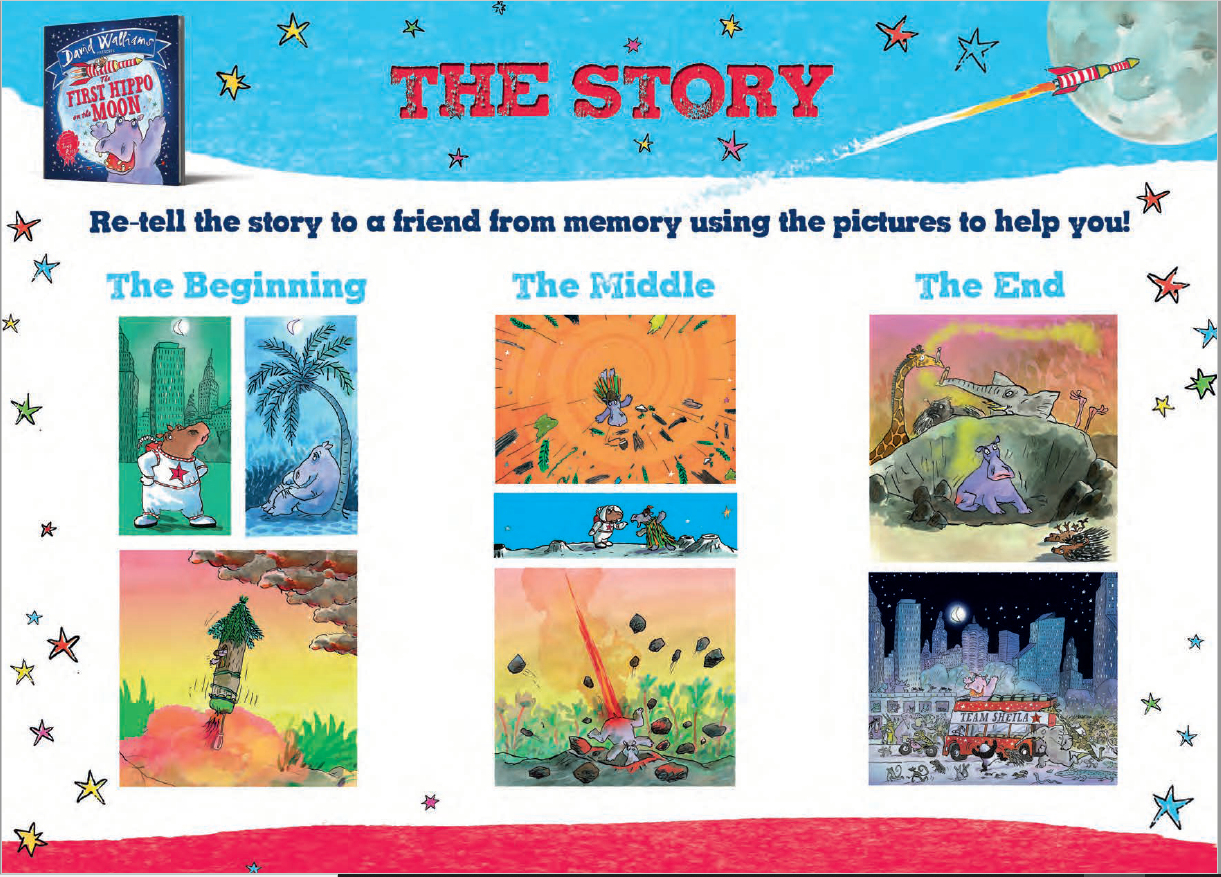 David Walliams
PRESENTS
The
FIRST HIPPO
on the MOON
THE STORY
Re-tell the story to a friend from memory using the pictures to help you!
The Beginning
The Middle
The End
TEAM SHEILA